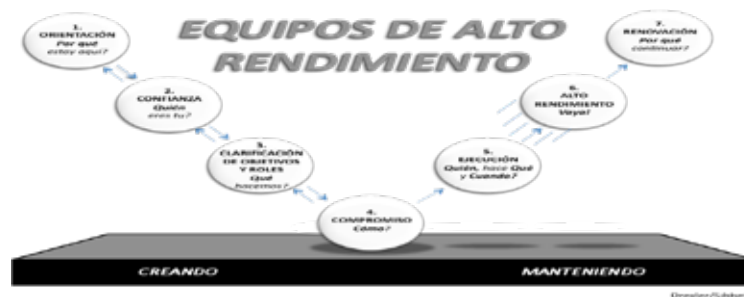 EQUIPOS DE ALTO
RENDIMIENTO
1.
ORIENTACIÓN
Por qué
estoy aquí?
2.
CONFIANZA
Quién
eres tu?
3.
CLARIFICACIÓN
DE OBJETIVOS
Y ROLES
Qué
hacemos?
4.
COMPROMISO
Cómo?
5.
EJECUCIÓN
Quién, hace Qué
y Cuando?
6.
ALTO
RENDIMIENTO
Vaya!
7.
RENOVACIÓN
Por qué
continuar?
CREANDO
MANTENIENDO
Drexler/Sibbet